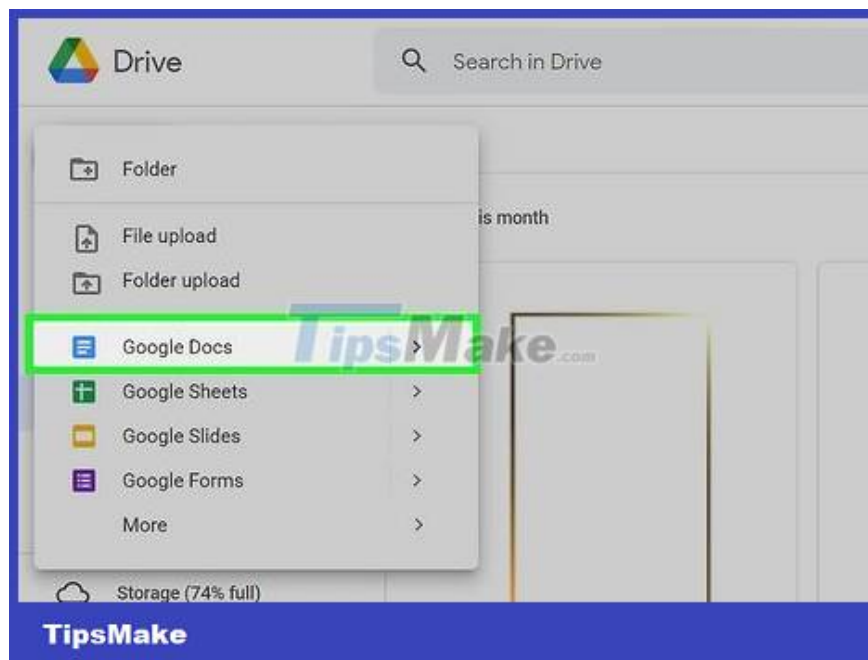 Drive
Search in Drive
Folder
is month
File upload
Folder upload
Google Docs
TipsMake.com
Google Sheets
Google Slides
Google Forms
More
Storage (74% full)
TipsMake